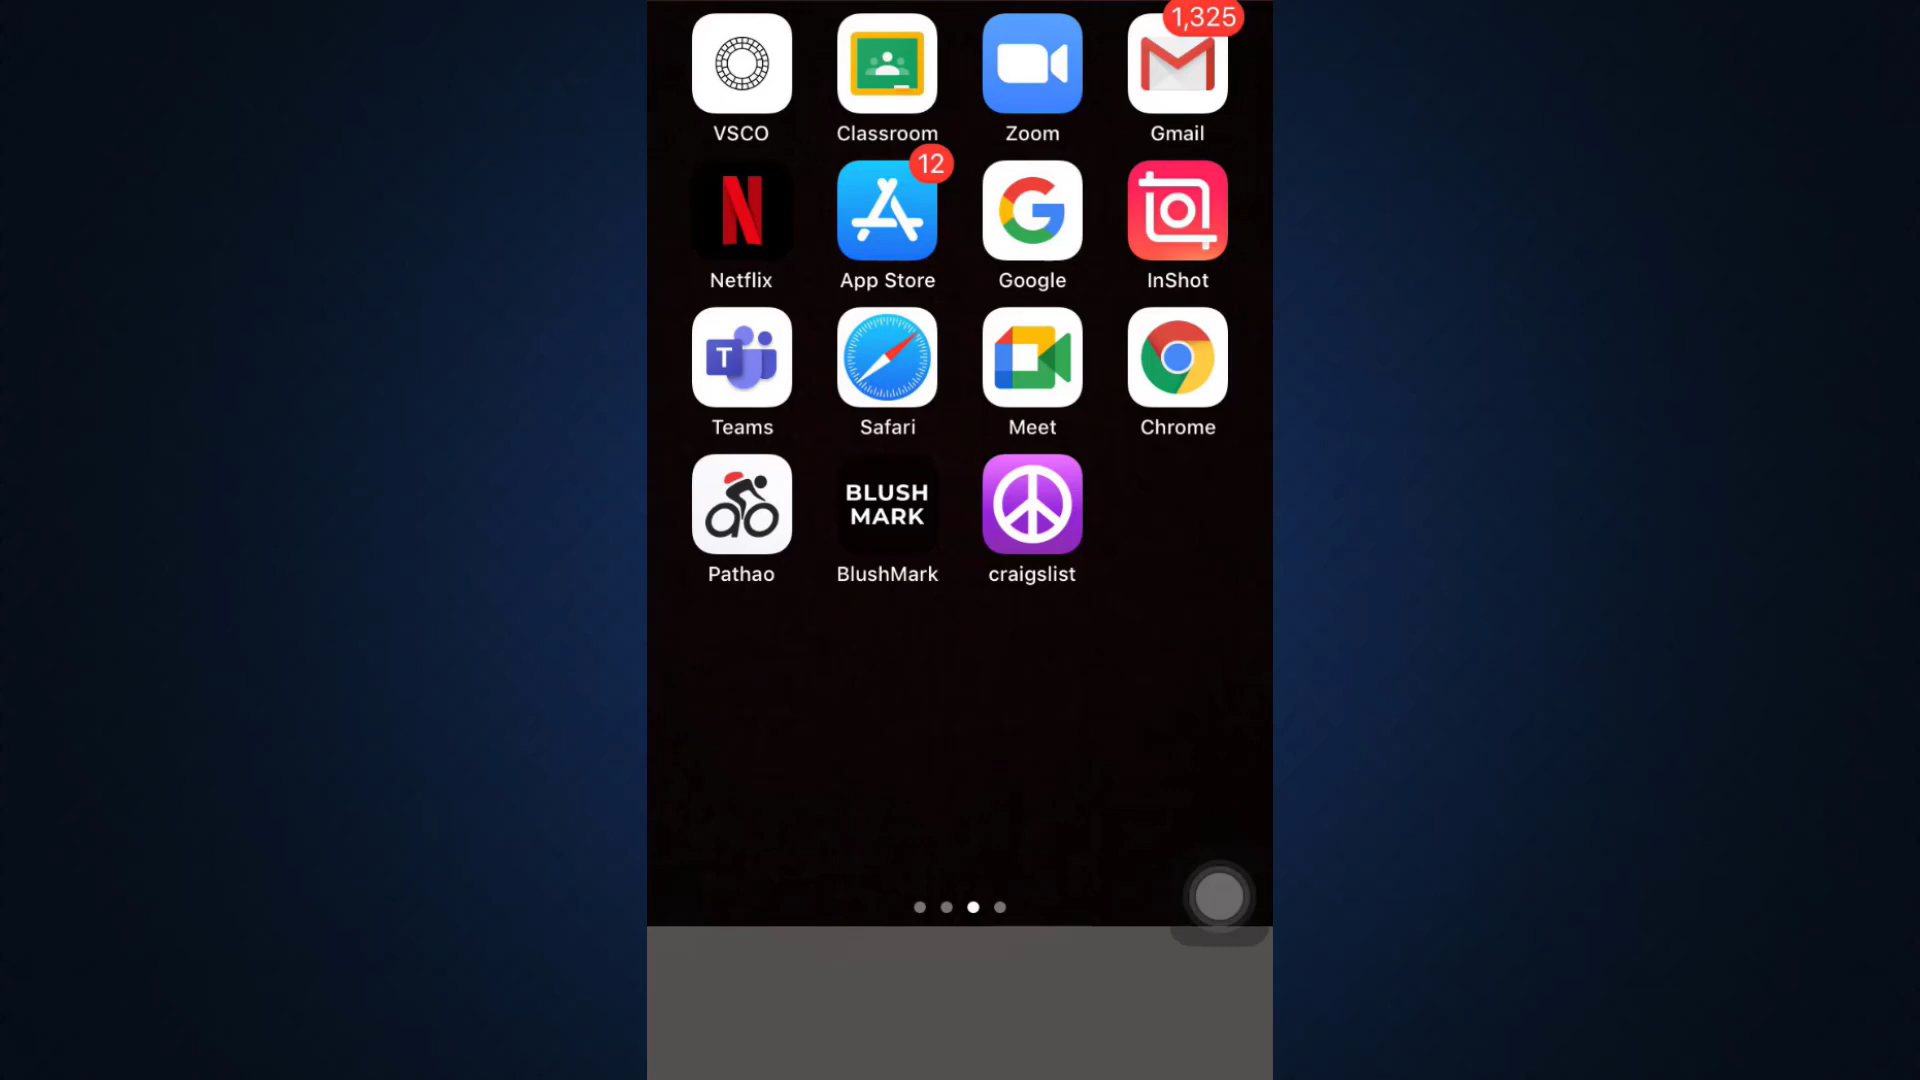 1,325
VSCO Classroom Zoom Gmail
12
Netflix App Store Google InShot
T
Teams Safari Meet Chrome
BLUSH
MARK
Pathao BlushMark craigslist